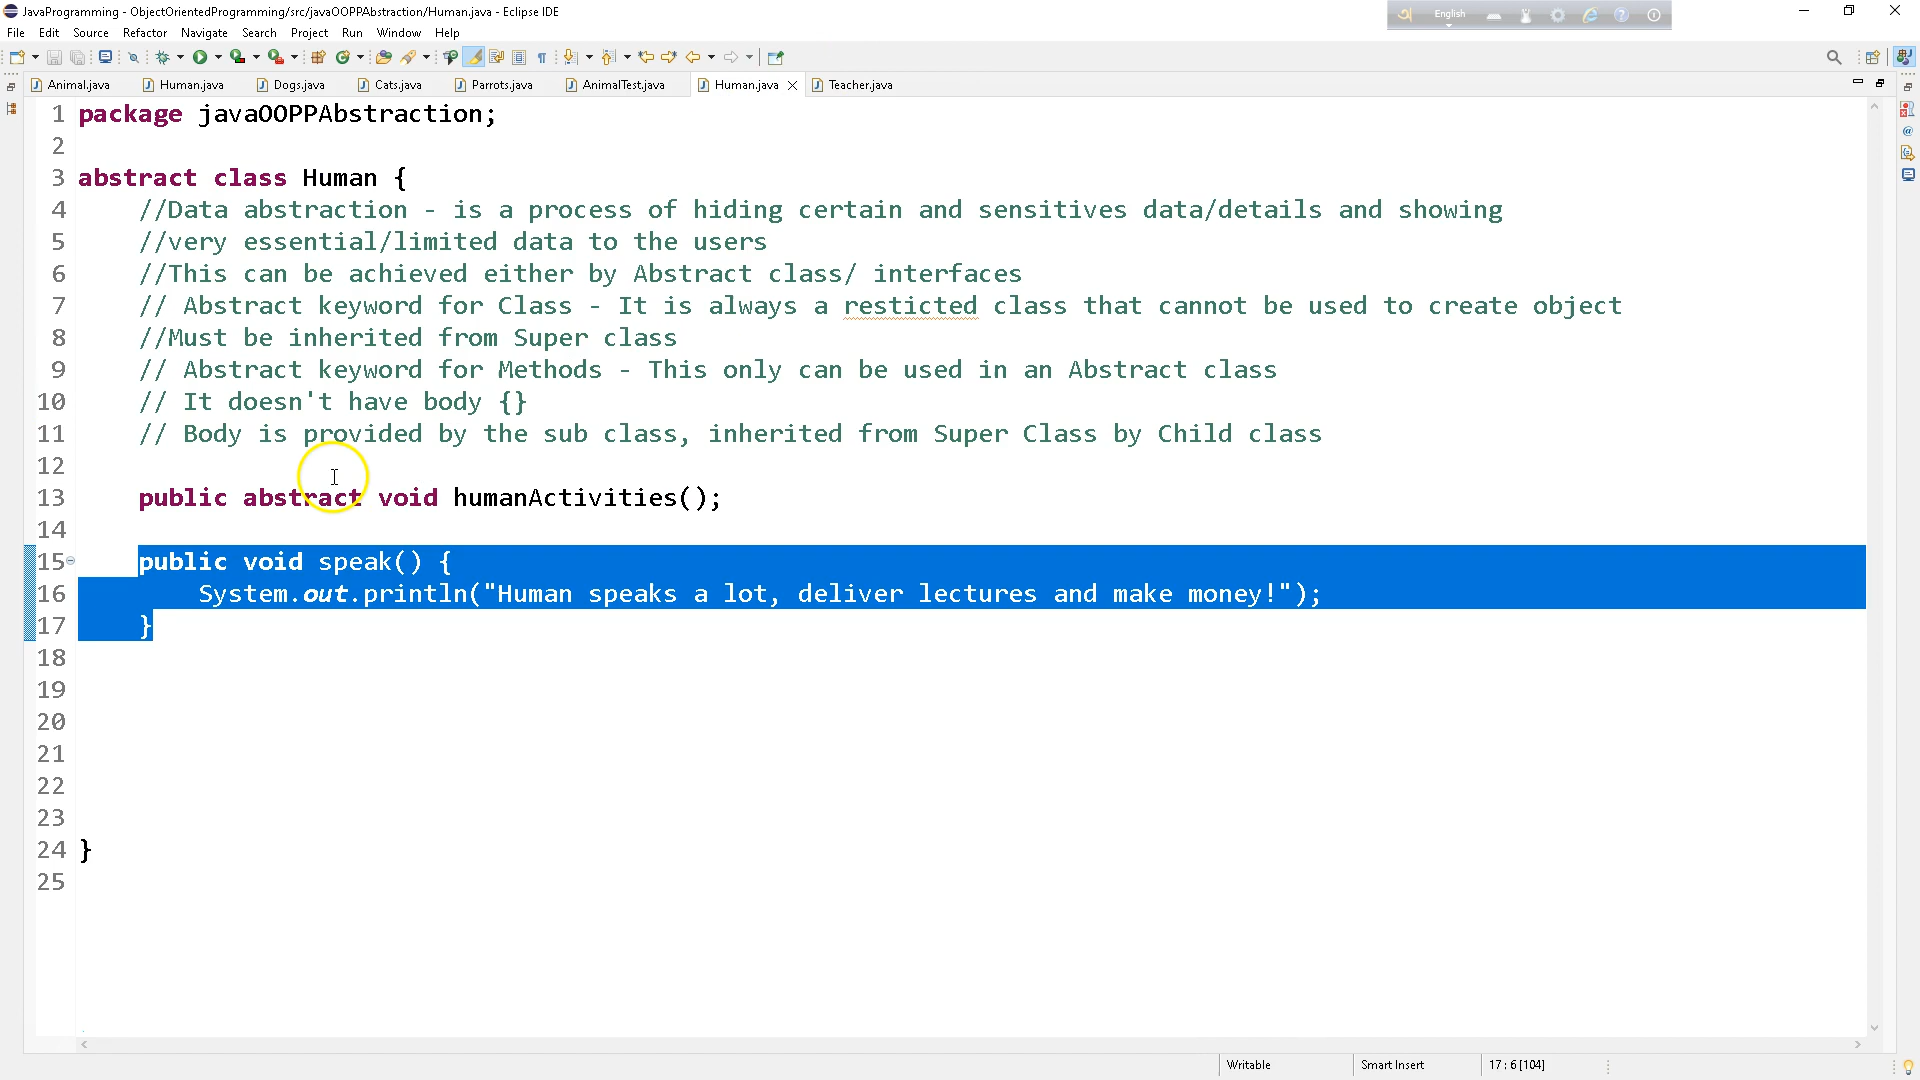 JavaProgramming - ObjectOrientedProgramming/src/javaOOPPAbstraction/Human.java - Eclipse IDE
English
File Edit Source Refactor Navigate Search Project Run Window Help
Animal.java Human.java Dogs.java Cats.java Parrots.java AnimalTest.java Human.java Teacher.java
1 package javaOOPPAbstraction;
2
3 abstract class Human {
4 //Data abstraction - is a process of hiding certain and sensitives data/details and showing
5 //very essential/limited data to the users
6 //This can be achieved either by Abstract class/ interfaces
7 // Abstract keyword for Class - It is always a resticted class that cannot be used to create object
8 //Must be inherited from Super class
9 // Abstract keyword for Methods - This only can be used in an Abstract class
10 // It doesn't have body {}
11 // Body is provided by the sub class, inherited from Super Class by Child class
12
13 public abstract void humanActivities();
14
15 public void speak() {
16 System.out.println("Human speaks a lot, deliver lectures and make money!");
17 }
18
19
20
21
22
23
24 }
25
Writable Smart Insert 17 : 6 [104]